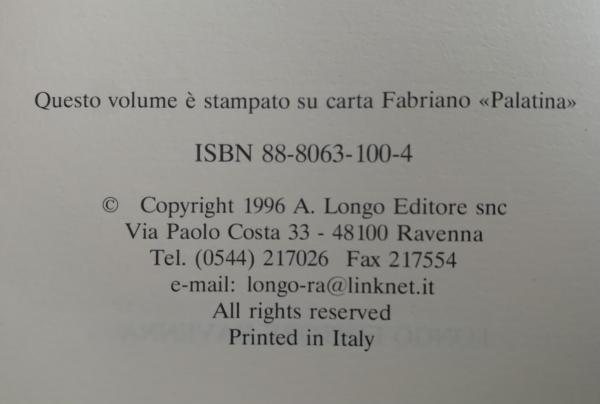 Questo volume è stampato su carta Fabriano «Palatina»
ISBN 88-8063-100-4
© Copyright 1996 A. Longo Editore snc
Via Paolo Costa 33 - 48100 Ravenna
Tel. (0544) 217026 Fax 217554
e-mail: longo-ra@linknet.it
All rights reserved
Printed in Italy